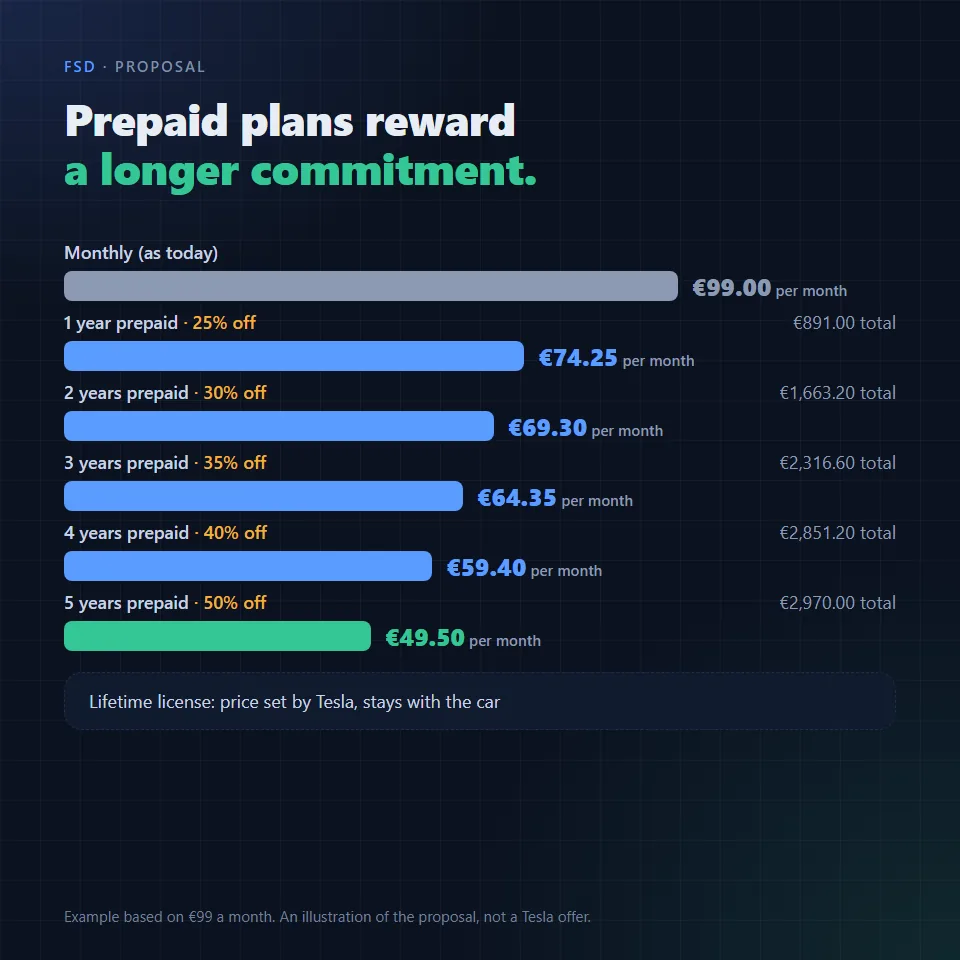 FSD · PROPOSAL
Prepaid plans reward
a longer commitment.
Monthly (as today)
€99.00 per month
1 year prepaid · 25% off €891.00 total
€74.25 per month
2 years prepaid · 30% off €1,663.20 total
€69.30 per month
3 years prepaid · 35% off €2,316.60 total
€64.35 per month
4 years prepaid · 40% off €2,851.20 total
€59.40 per month
5 years prepaid · 50% off €2,970.00 total
€49.50 per month
Lifetime license: price set by Tesla, stays with the car
Example based on €99 a month. An illustration of the proposal, not a Tesla offer.